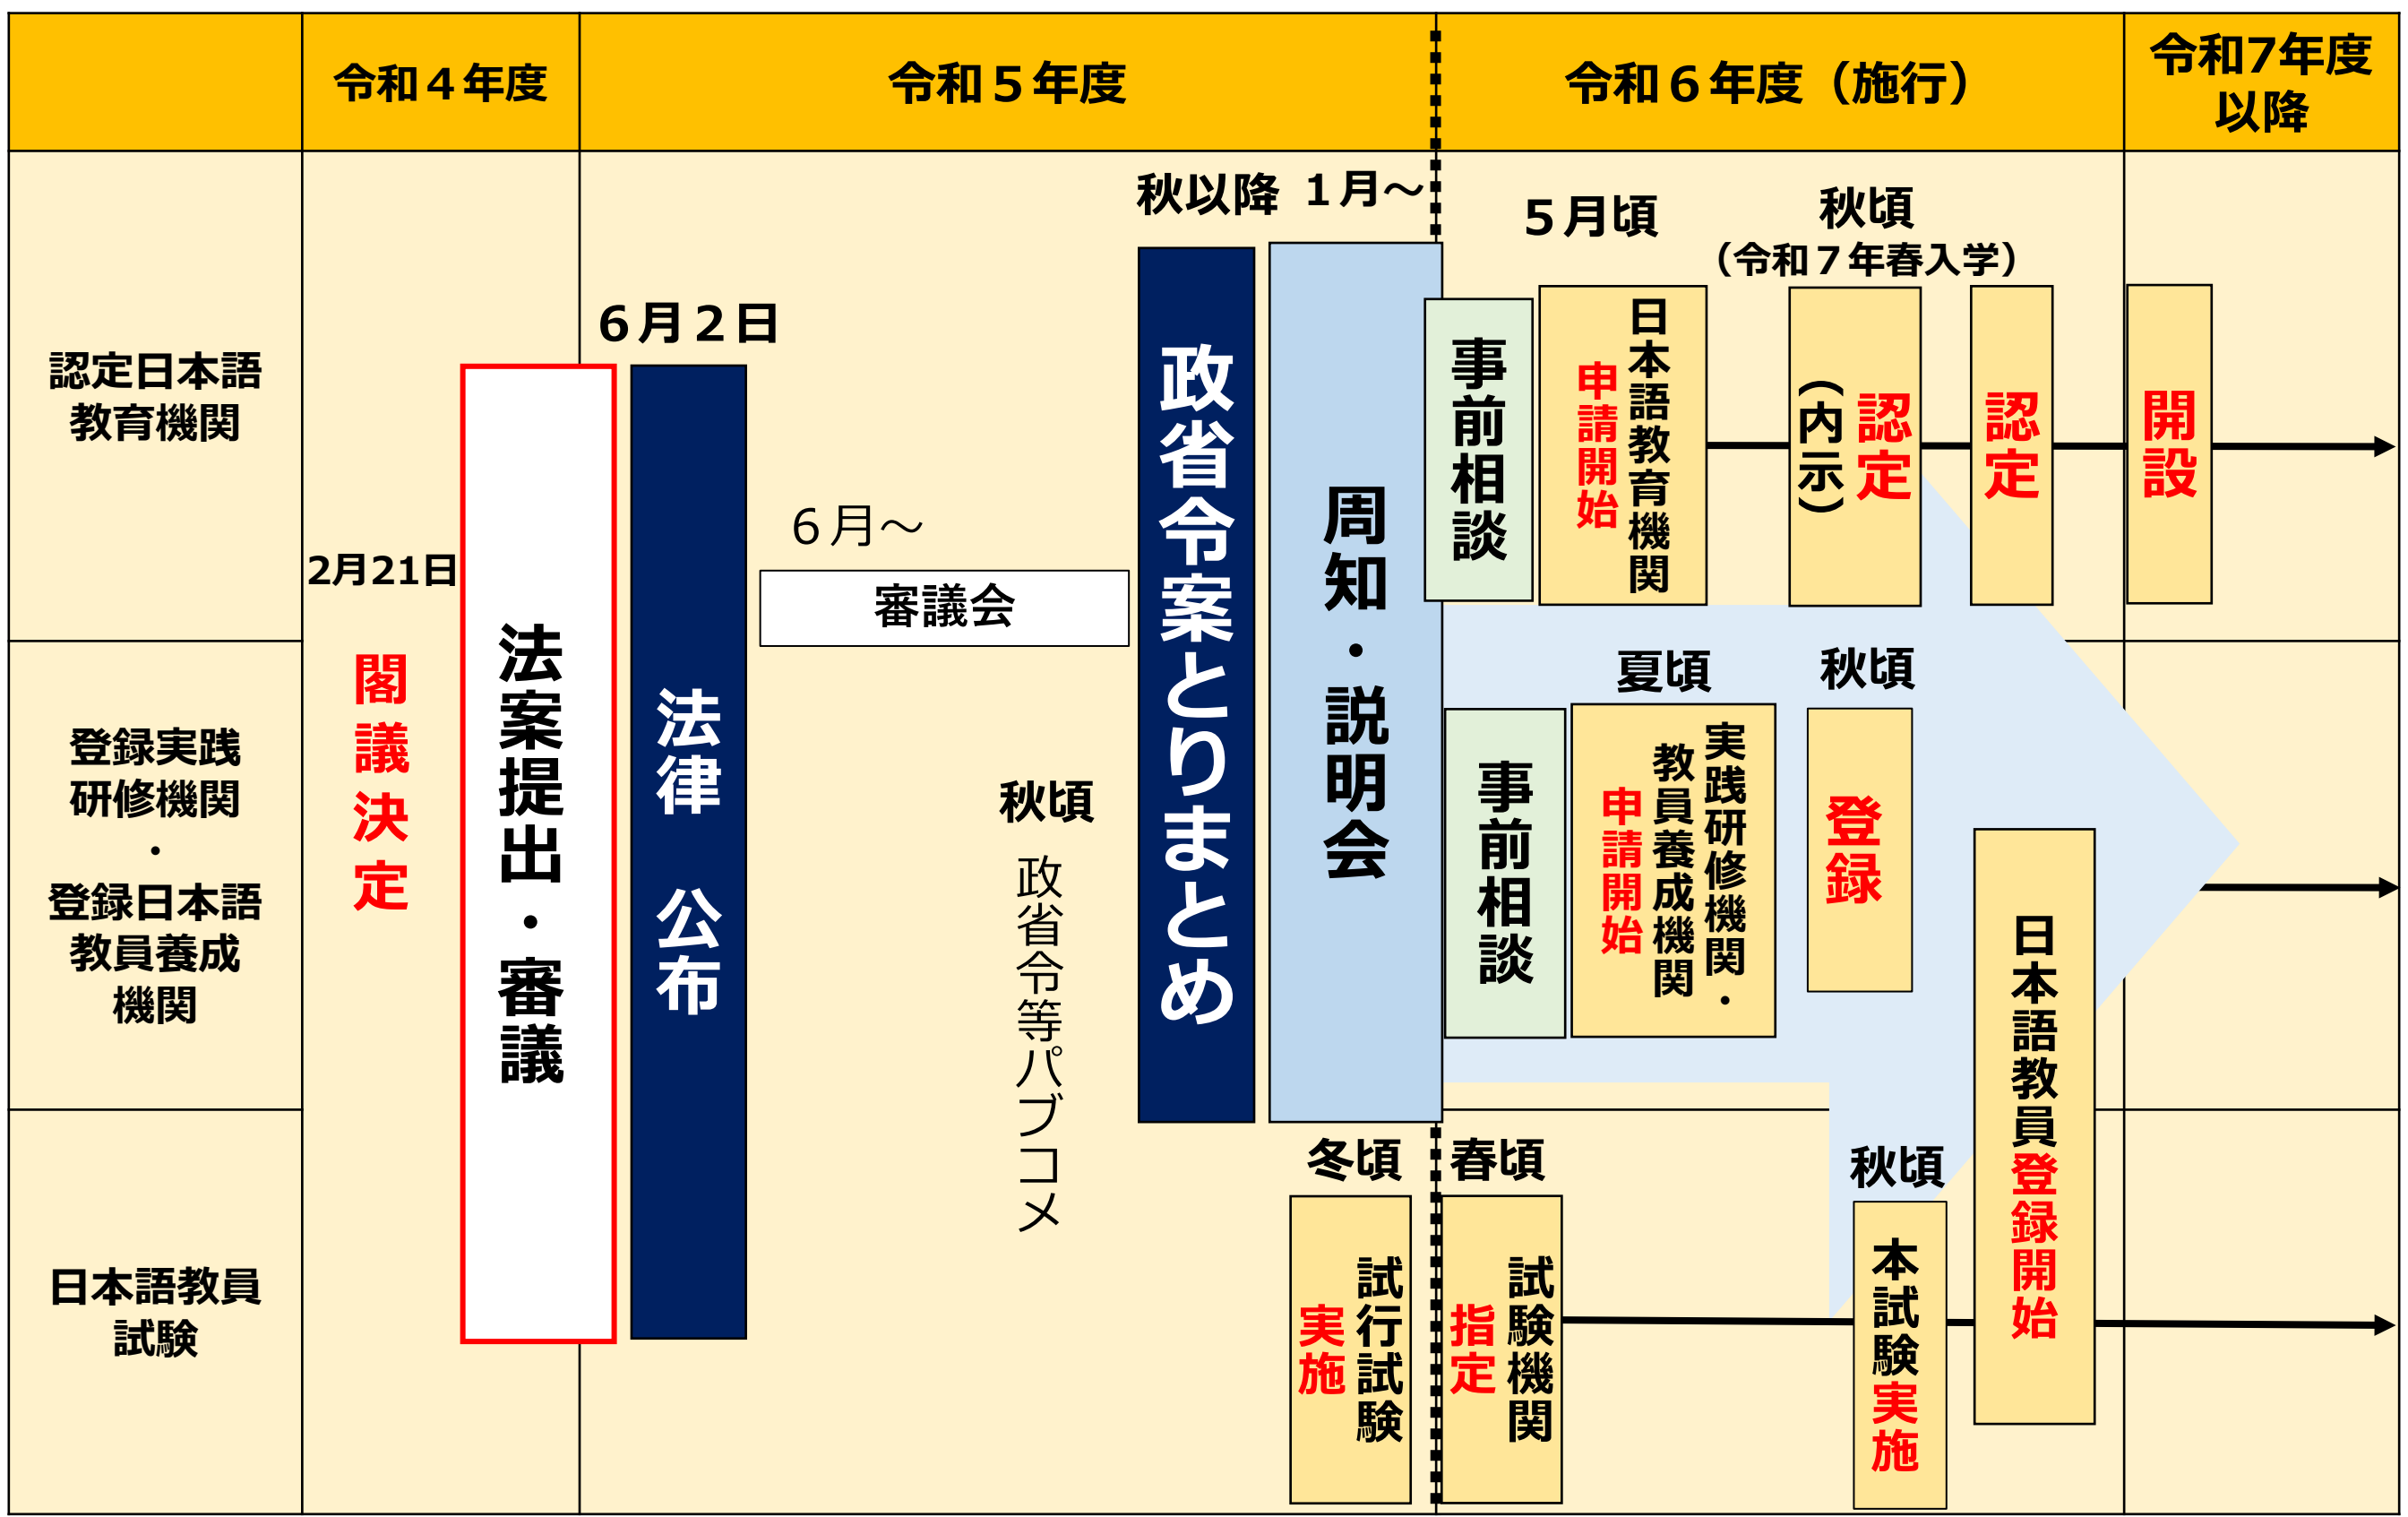 令和４年度
令和５年度
令和６年度（施行）
令和7年度
以降
認定日本語
教育機関
登録実践
研修機関
・
登録日本語
教員養成
機関
日本語教員
試験
2月21日
閣議決定
法案提出・審議
６月２日
法律　公布
６月～
審議会
秋頃
政省令等パブコメ
秋以降
政省令案とりまとめ
１月～
周知・説明会
事前相談
５月頃
日本語教育機関
申請開始
秋頃
（令和７年春入学）
認定
（内示）
認定
開設
事前相談
夏頃
実践研修機関・
教員養成機関
申請開始
秋頃
登録
日本語教員登録開始
冬頃
試行試験
実施
春頃
試験機関
指定
秋頃
本試験実施